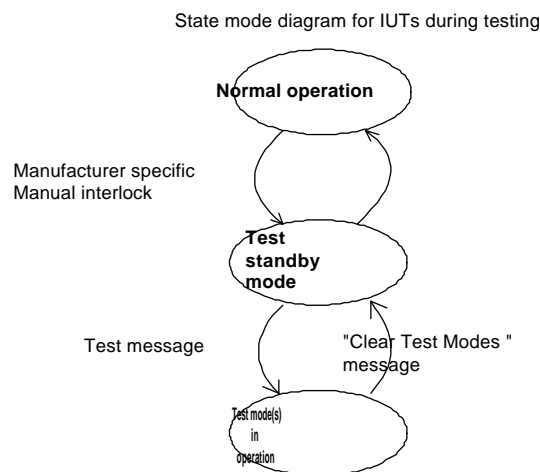 State mode diagram for IUTs during testing
Normal operation
Manufacturer specific
Manual interlock
Test
standby
mode
Test message
"Clear Test Modes "
message
Test mode(s)
in
operation